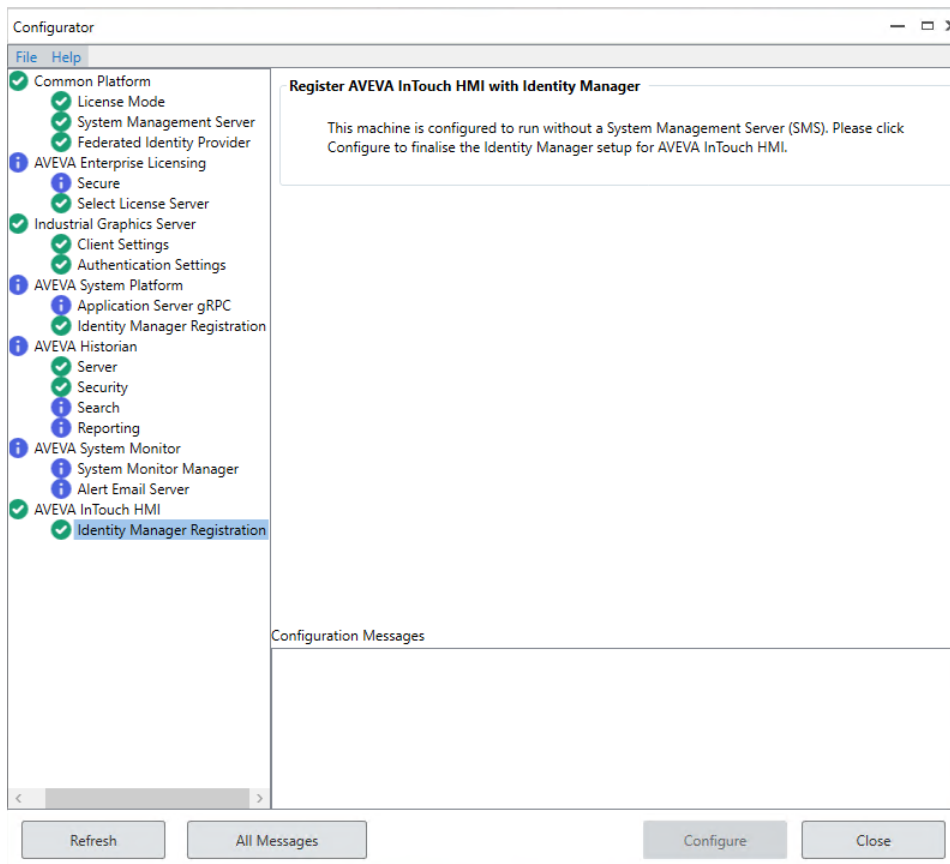 Configurator
File Help
Common Platform
License Mode
System Management Server
Federated Identity Provider
AVEVA Enterprise Licensing
Secure
Select License Server
Industrial Graphics Server
Client Settings
Authentication Settings
AVEVA System Platform
Application Server gRPC
Identity Manager Registration
AVEVA Historian
Server
Security
Search
Reporting
AVEVA System Monitor
System Monitor Manager
Alert Email Server
AVEVA InTouch HMI
Identity Manager Registration
Register AVEVA InTouch HMI with Identity Manager
This machine is configured to run without a System Management Server (SMS). Please click
Configure to finalise the Identity Manager setup for AVEVA InTouch HMI.
Configuration Messages
Refresh
All Messages
Configure
Close